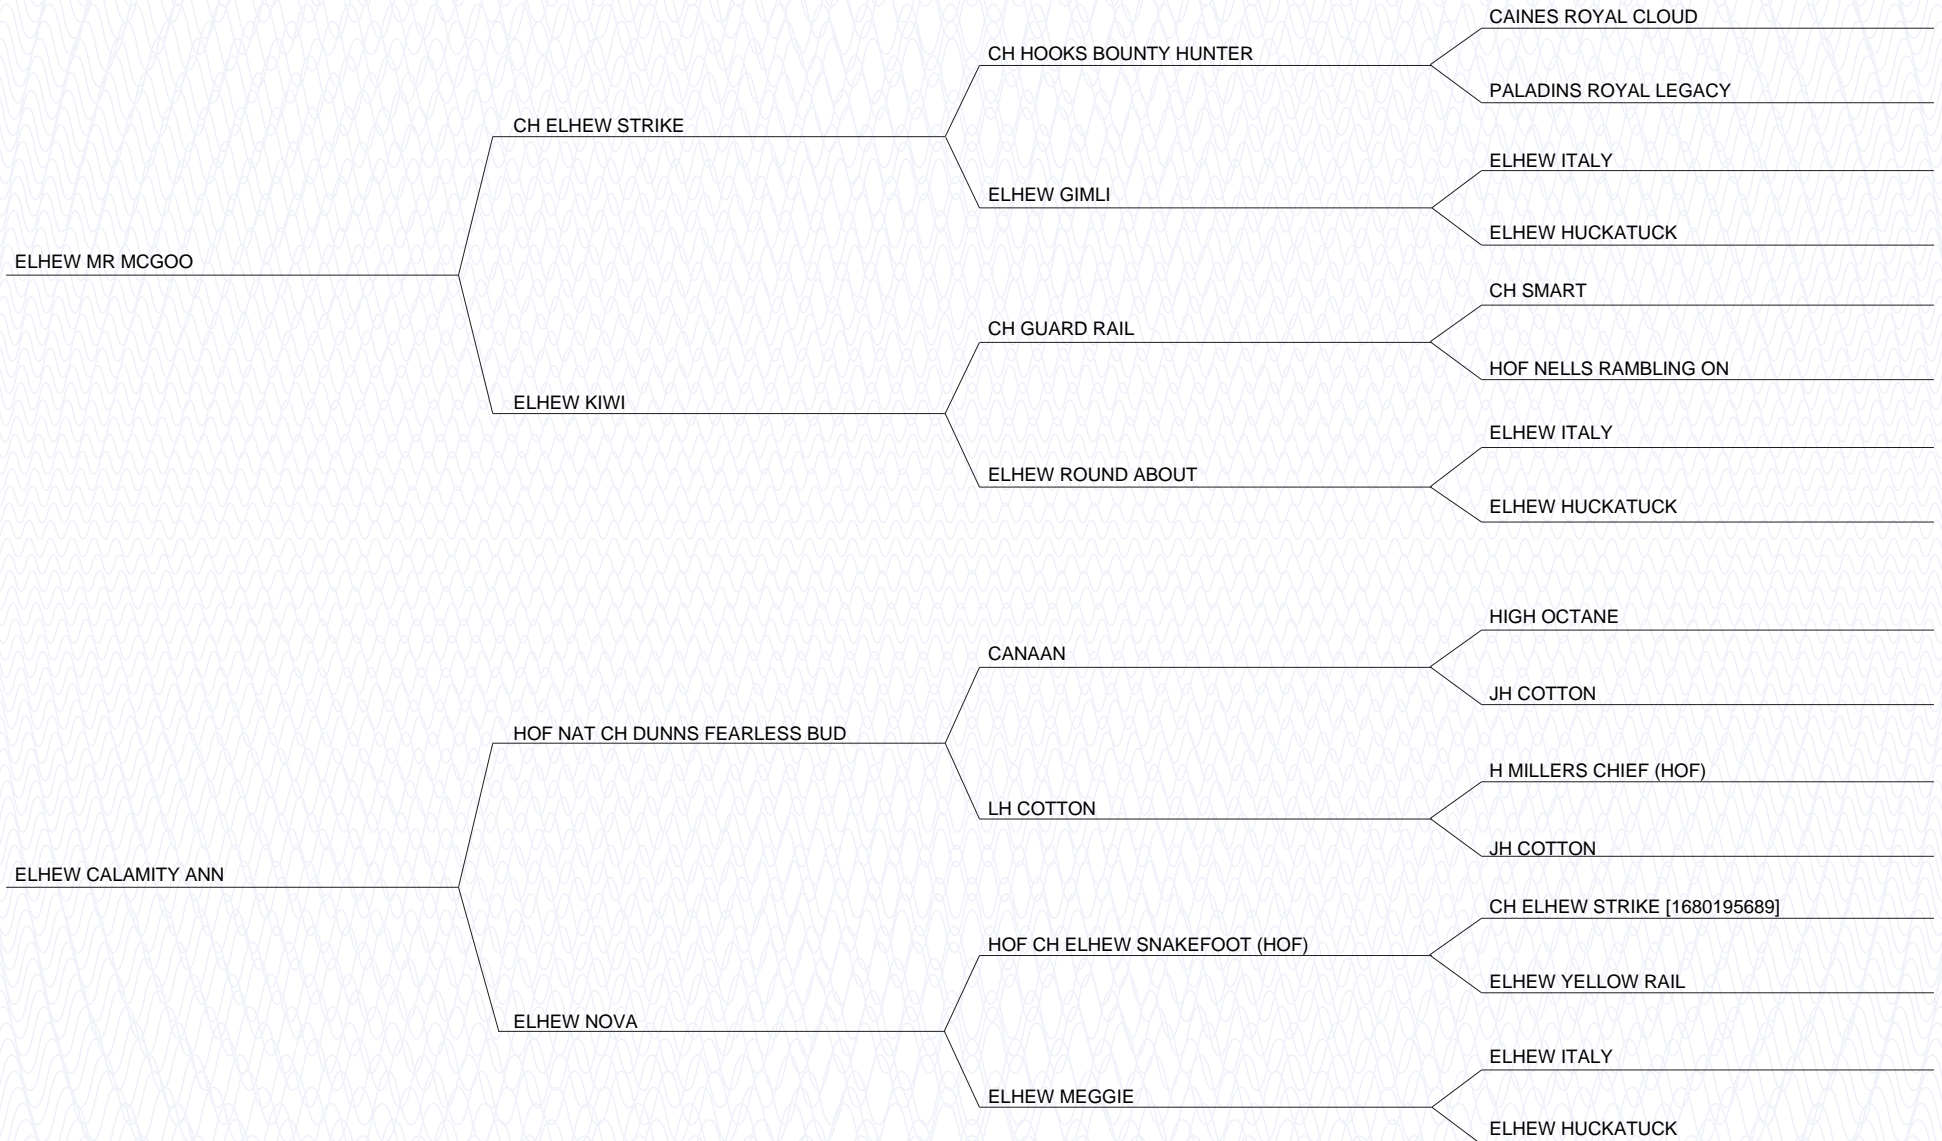 CAINES ROYAL CLOUD
CH HOOKS BOUNTY HUNTER
PALADINS ROYAL LEGACY
CH ELHEW STRIKE
ELHEW ITALY
ELHEW GIMLI
ELHEW HUCKATUCK
ELHEW MR MCGOO
CH SMART
CH GUARD RAIL
HOF NELLS RAMBLING ON
ELHEW KIWI
ELHEW ITALY
ELHEW ROUND ABOUT
ELHEW HUCKATUCK
HIGH OCTANE
CANAAN
JH COTTON
HOF NAT CH DUNNS FEARLESS BUD
H MILLERS CHIEF (HOF)
LH COTTON
JH COTTON
ELHEW CALAMITY ANN
CH ELHEW STRIKE [1680195689]
HOF CH ELHEW SNAKEFOOT (HOF)
ELHEW YELLOW RAIL
ELHEW NOVA
ELHEW ITALY
ELHEW MEGGIE
ELHEW HUCKATUCK